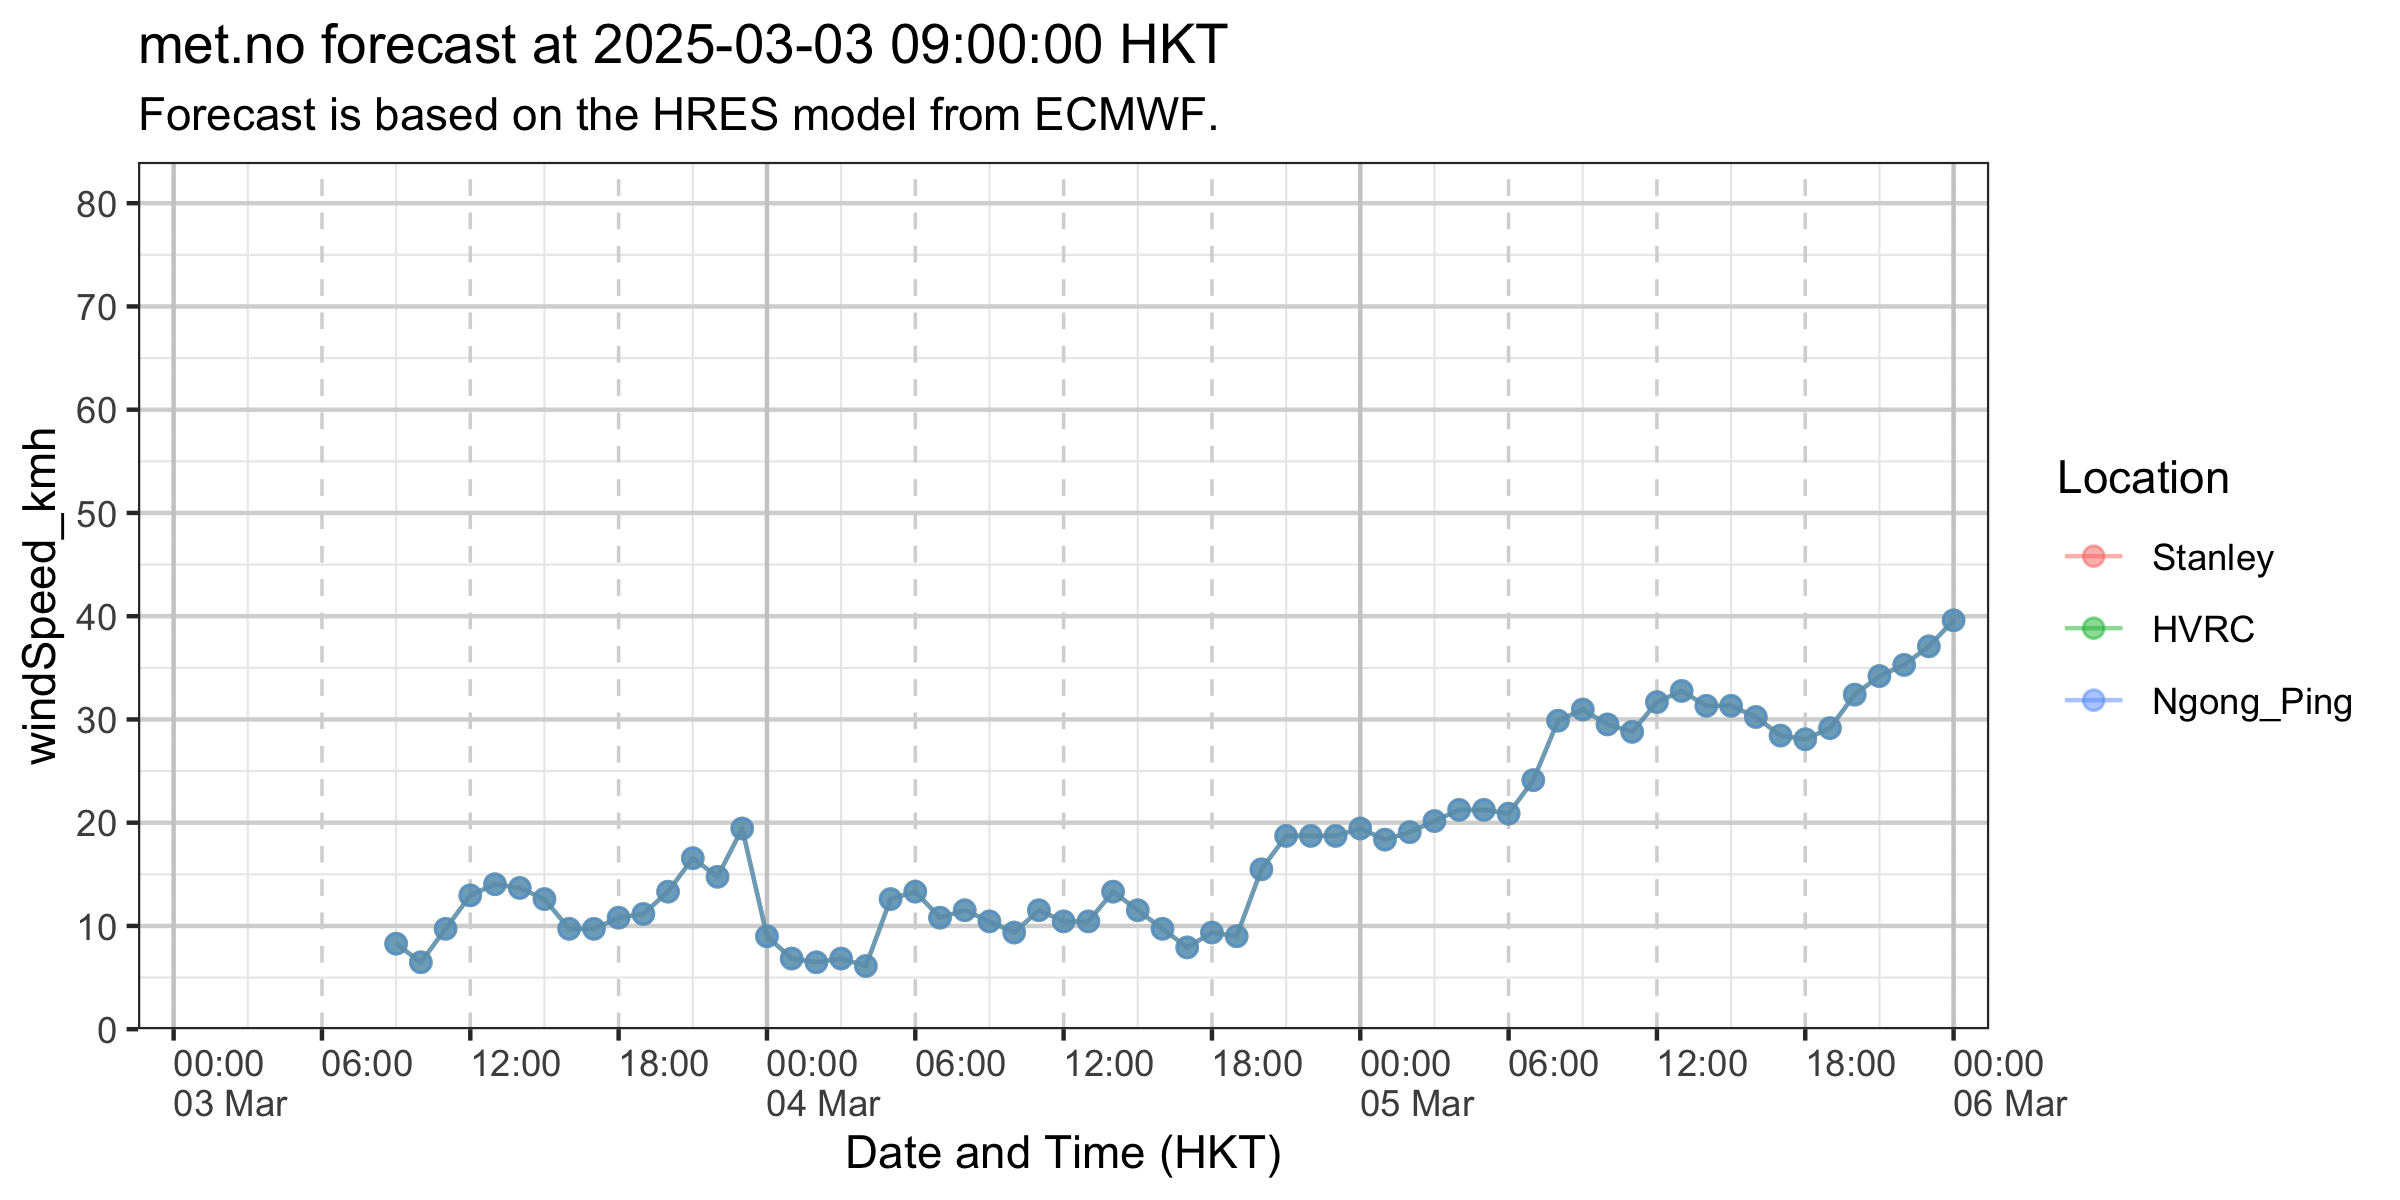 met.no forecast at 2025-03-03 09:00:00 HKT
Forecast is based on the HRES model from ECMWF.
windSpeed_kmh
80
70
60
50
40
30
20
10
0
00:00 06:00 12:00 18:00 00:00 06:00 12:00 18:00 00:00 06:00 12:00 18:00 00:00
03 Mar 04 Mar 05 Mar 06 Mar
Date and Time (HKT)
Location
Stanley
HVRC
Ngong_Ping